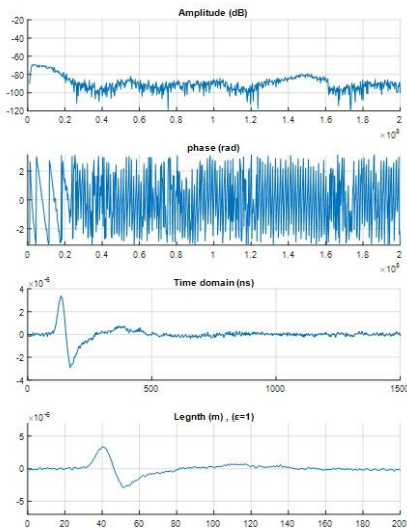 Amplitude (dB)
-20
-40
-60
-80
-100
-120
0 0.2 0.4 0.6 0.8 1 1.2 1.4 1.6 1.8 2
×10⁸
phase (rad)
2
0
-2
0 0.2 0.4 0.6 0.8 1 1.2 1.4 1.6 1.8 2
×10⁸
×10⁻⁶
Time domain (ns)
4
2
0
-2
-4
0 500 1000 1500
×10⁻⁶
Legnth (m) , (ε=1)
5
0
-5
0 20 40 60 80 100 120 140 160 180 200